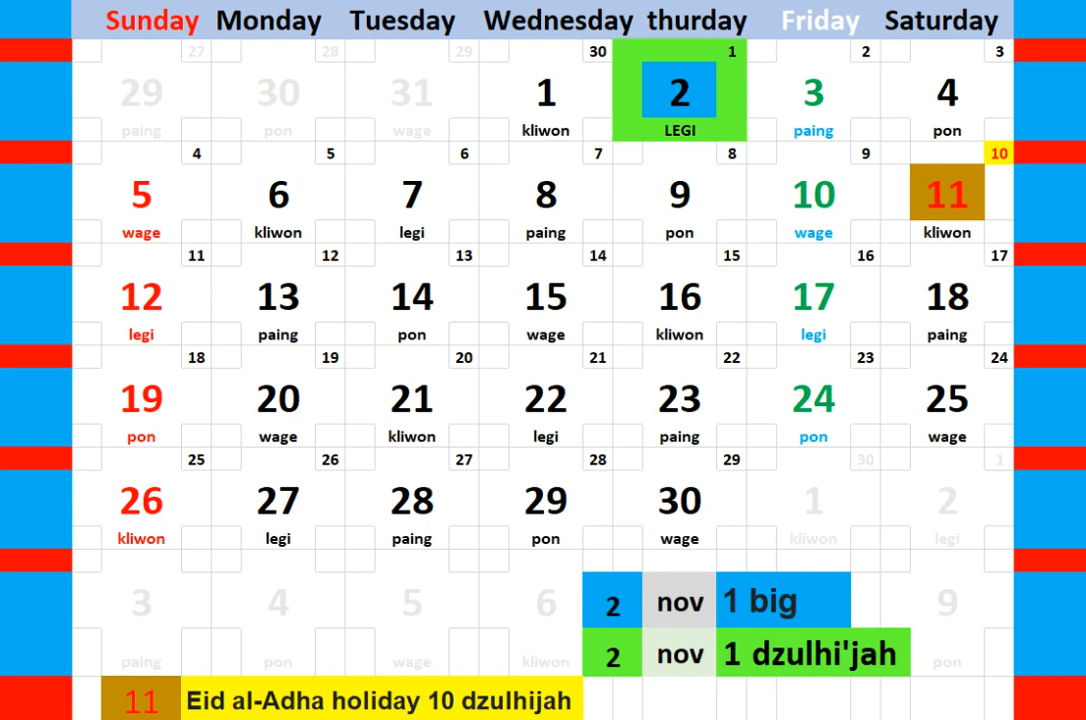 Sunday Monday Tuesday Wednesday thurday Friday Saturday
27 28 29 30 1 2 3
29 30 31 1 2 3 4
paing pon wage kliwon LEGI paing pon
4 5 6 7 8 9 10
5 6 7 8 9 10 11
wage kliwon legi paing pon wage kliwon
11 12 13 14 15 16 17
12 13 14 15 16 17 18
legi paing pon wage kliwon legi paing
18 19 20 21 22 23 24
19 20 21 22 23 24 25
pon wage kliwon legi paing pon wage
25 26 27 28 29 30 1
26 27 28 29 30 1 2
kliwon legi paing pon wage kliwon legi
3 4 5 6 2 nov 1 big 9
paing pon wage kliwon 2 nov 1 dzulhi'jah pon
11 Eid al-Adha holiday 10 dzulhijah